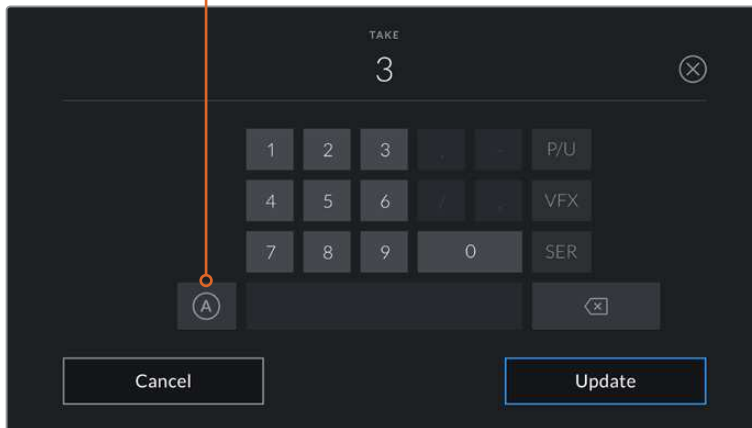 TAKE
3
1 2 3 , - P/U
4 5 6 / . VFX
7 8 9 0 SER
A
Cancel Update